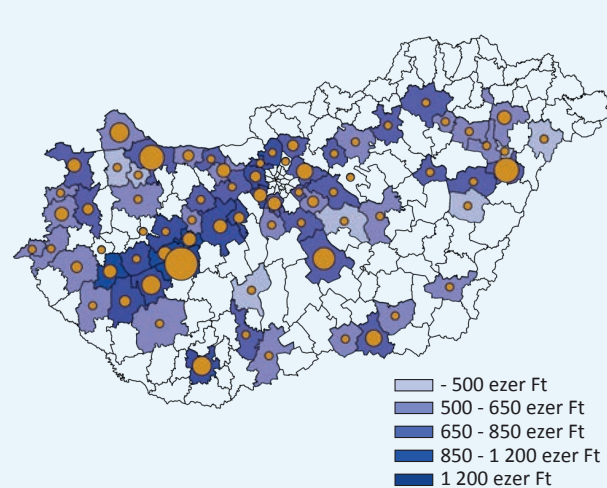 - 500 ezer Ft
500 - 650 ezer Ft
650 - 850 ezer Ft
850 - 1 200 ezer Ft
1 200 ezer Ft